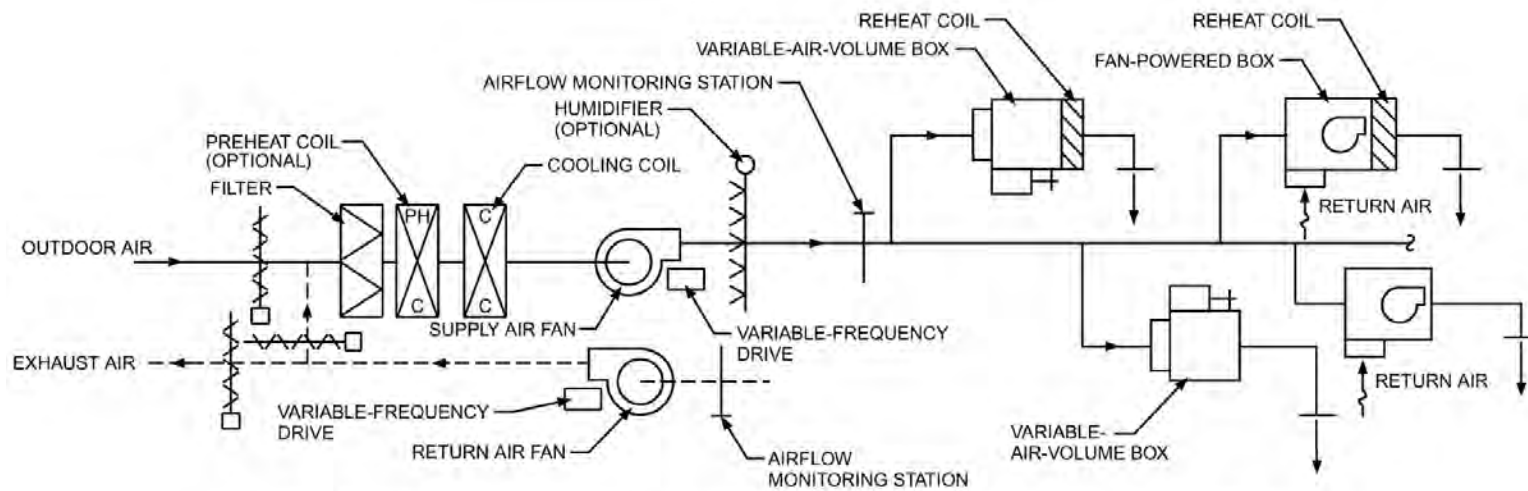 REHEAT COIL
REHEAT COIL
VARIABLE-AIR-VOLUME BOX
FAN-POWERED BOX
AIRFLOW MONITORING STATION
HUMIDIFIER
(OPTIONAL)
PREHEAT COIL
(OPTIONAL)
COOLING COIL
FILTER
PH
C
C
C
RETURN AIR
OUTDOOR AIR
SUPPLY AIR FAN
VARIABLE-FREQUENCY
DRIVE
EXHAUST AIR
RETURN AIR
VARIABLE-FREQUENCY
DRIVE
RETURN AIR FAN
AIRFLOW
MONITORING STATION
VARIABLE-
AIR-VOLUME BOX